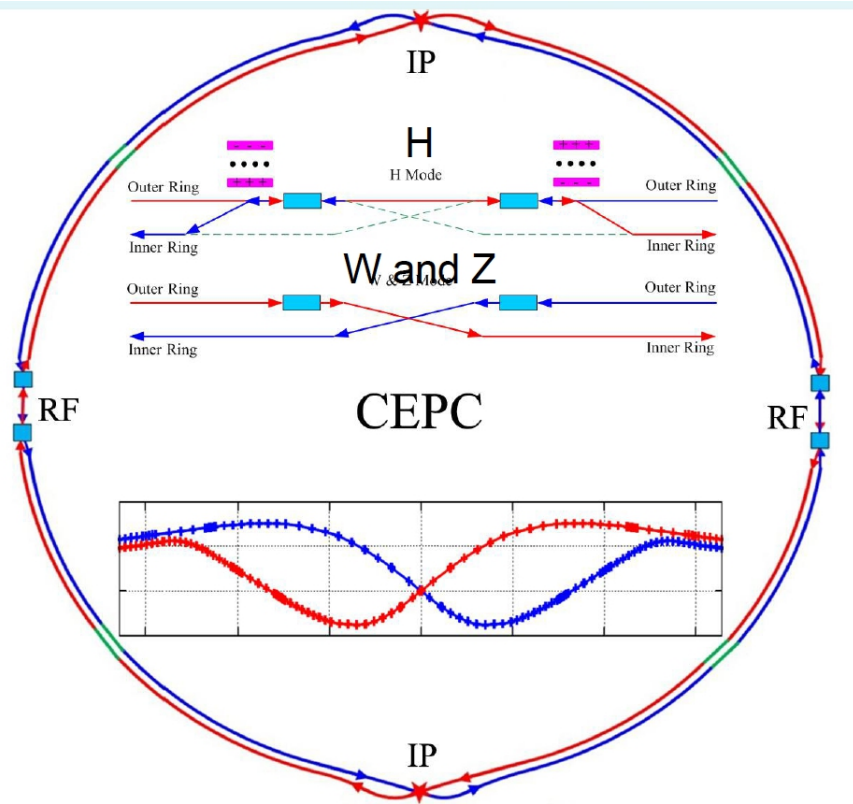 IP
H
H Mode
- - -
+ + +
+ + +
- - -
Outer Ring
Outer Ring
Inner Ring
Inner Ring
W and Z
W & Z Mode
Outer Ring
Outer Ring
Inner Ring
Inner Ring
RF
CEPC
RF
IP